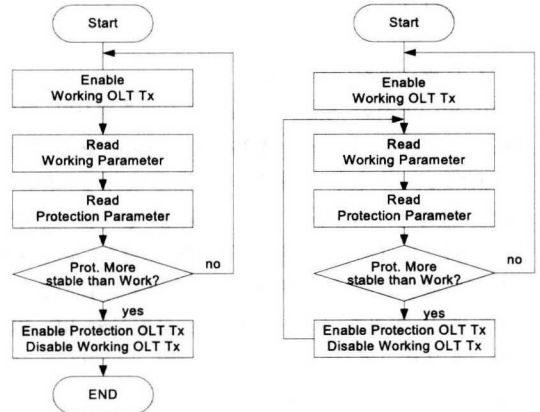 Start
Enable
Working OLT Tx
Read
Working Parameter
Read
Protection Parameter
Prot. More
stable than Work?
no
yes
Enable Protection OLT Tx
Disable Working OLT Tx
END
Start
Enable
Working OLT Tx
Read
Working Parameter
Read
Protection Parameter
Prot. More
stable than Work?
no
yes
Enable Protection OLT Tx
Disable Working OLT Tx